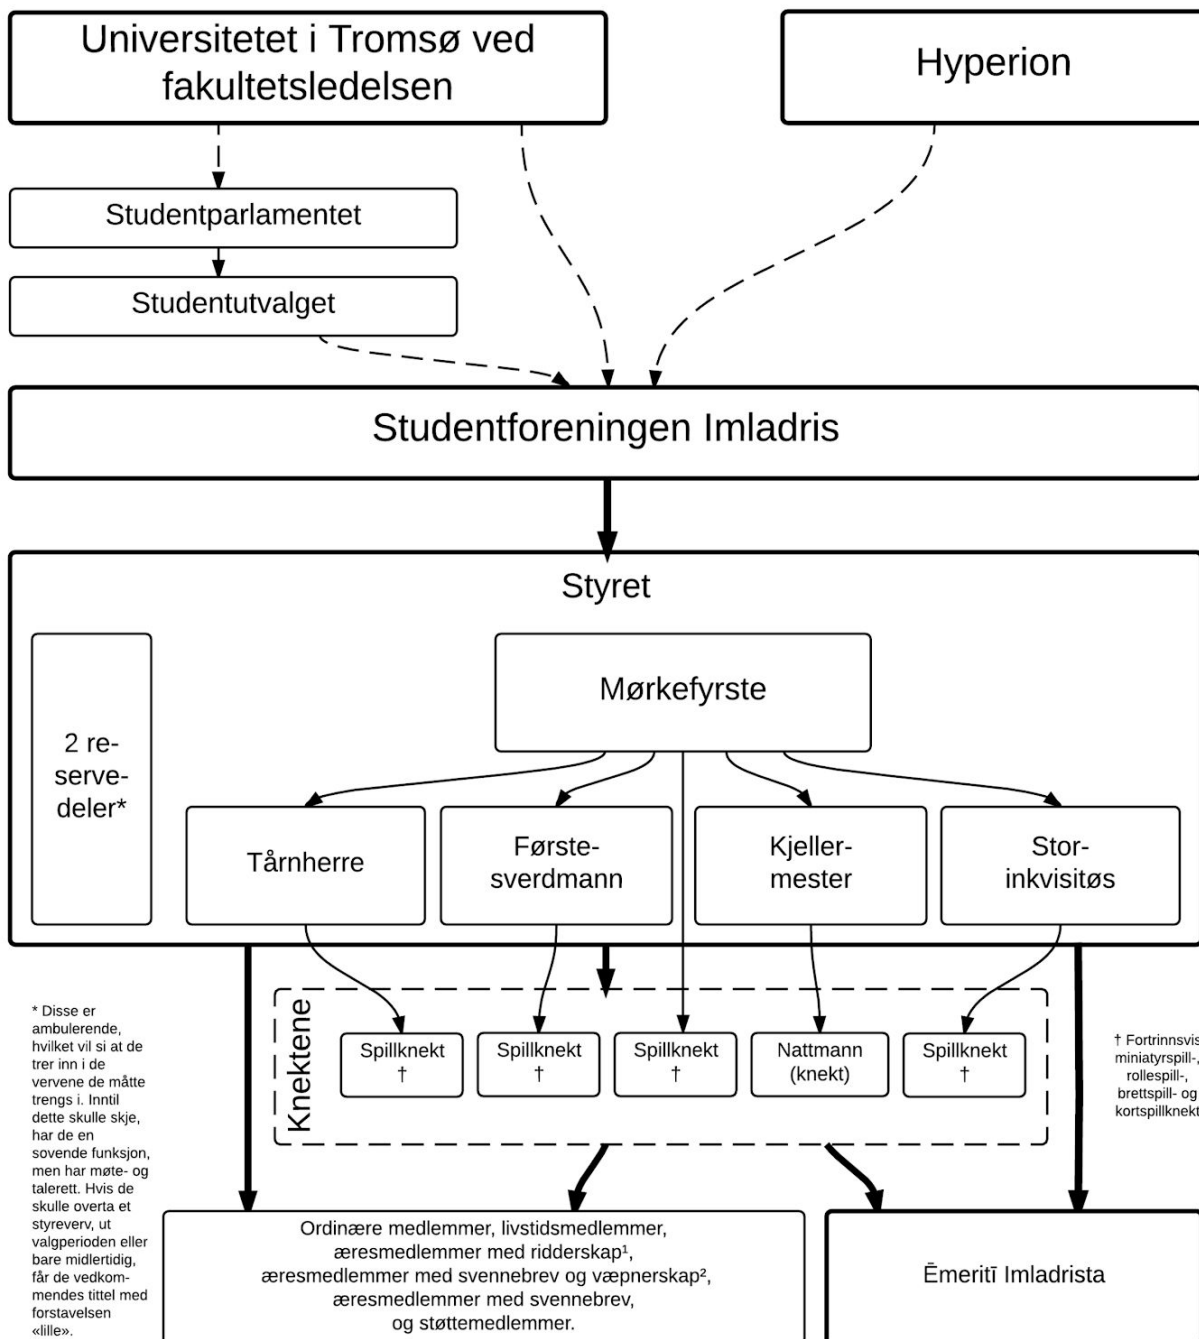 Universitetet i Tromsø ved
fakultetsledelsen
Hyperion
Studentparlamentet
Studentutvalget
Studentforeningen Imladris
Styret
Mørkefyrste
2 re-
serve-
deler*
Tårnherre
Første-
sverdmann
Kjeller-
mester
Stor-
inkvisitøs
* Disse er
ambulerende,
hvilket vil si at de
trer inn i de
vervene de måtte
trengs i. Inntil
dette skulle skje,
har de en
sovende funksjon,
men har møte- og
talerett. Hvis de
skulle overta et
styreverv, ut
valgperioden eller
bare midlertidig,
får de vedkom-
mendes tittel med
forstavelsen
«lille».
Knektene
Spillknekt
†
Spillknekt
†
Spillknekt
†
Nattmann
(knekt)
Spillknekt
†
† Fortrinnsvis
miniatyrspill-,
rollespill-,
brettspill- og
kortspillknekt
Ordinære medlemmer, livstidsmedlemmer,
æresmedlemmer med ridderskap¹,
æresmedlemmer med svennebrev og væpnerskap²,
æresmedlemmer med svennebrev,
og støttemedlemmer.
Ēmeritī Imladrista